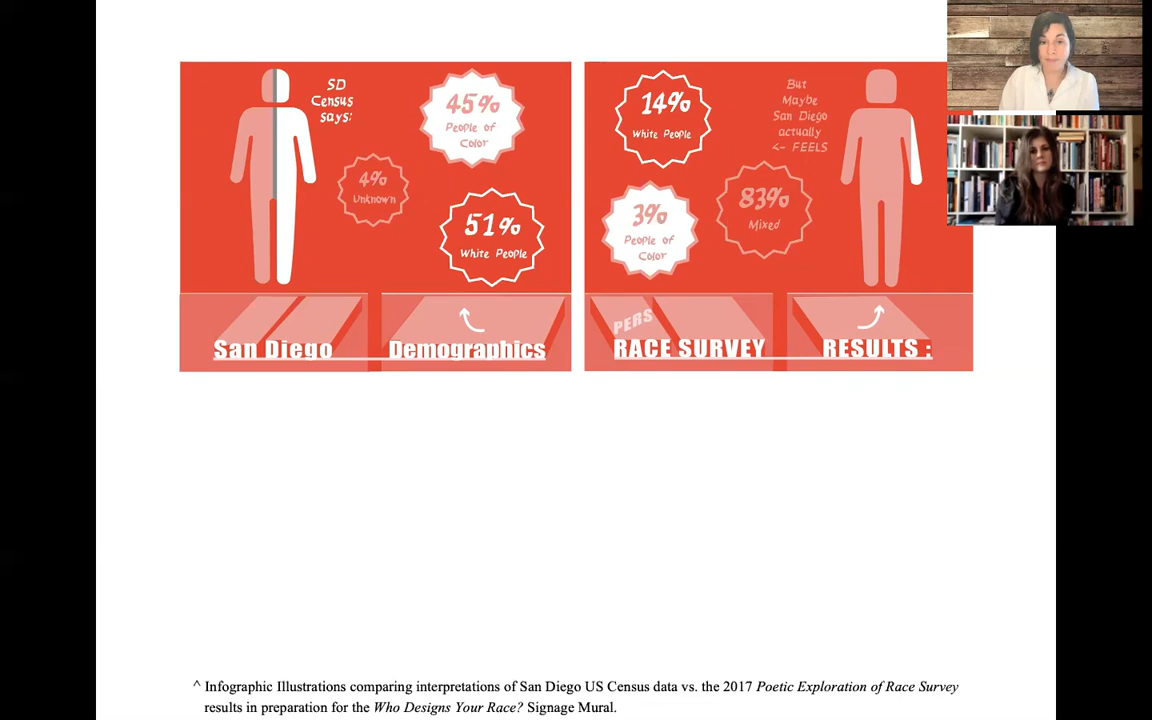 SD
Census
says:
45%
People of
Color
4%
Unknown
51%
White People
San Diego
Demographics
14%
White People
But
Maybe
San Diego
actually
<- FEELS
3%
People of
Color
83%
Mixed
PERS
RACE SURVEY
RESULTS :
^ Infographic Illustrations comparing interpretations of San Diego US Census data vs. the 2017 Poetic Exploration of Race Survey
results in preparation for the Who Designs Your Race? Signage Mural.